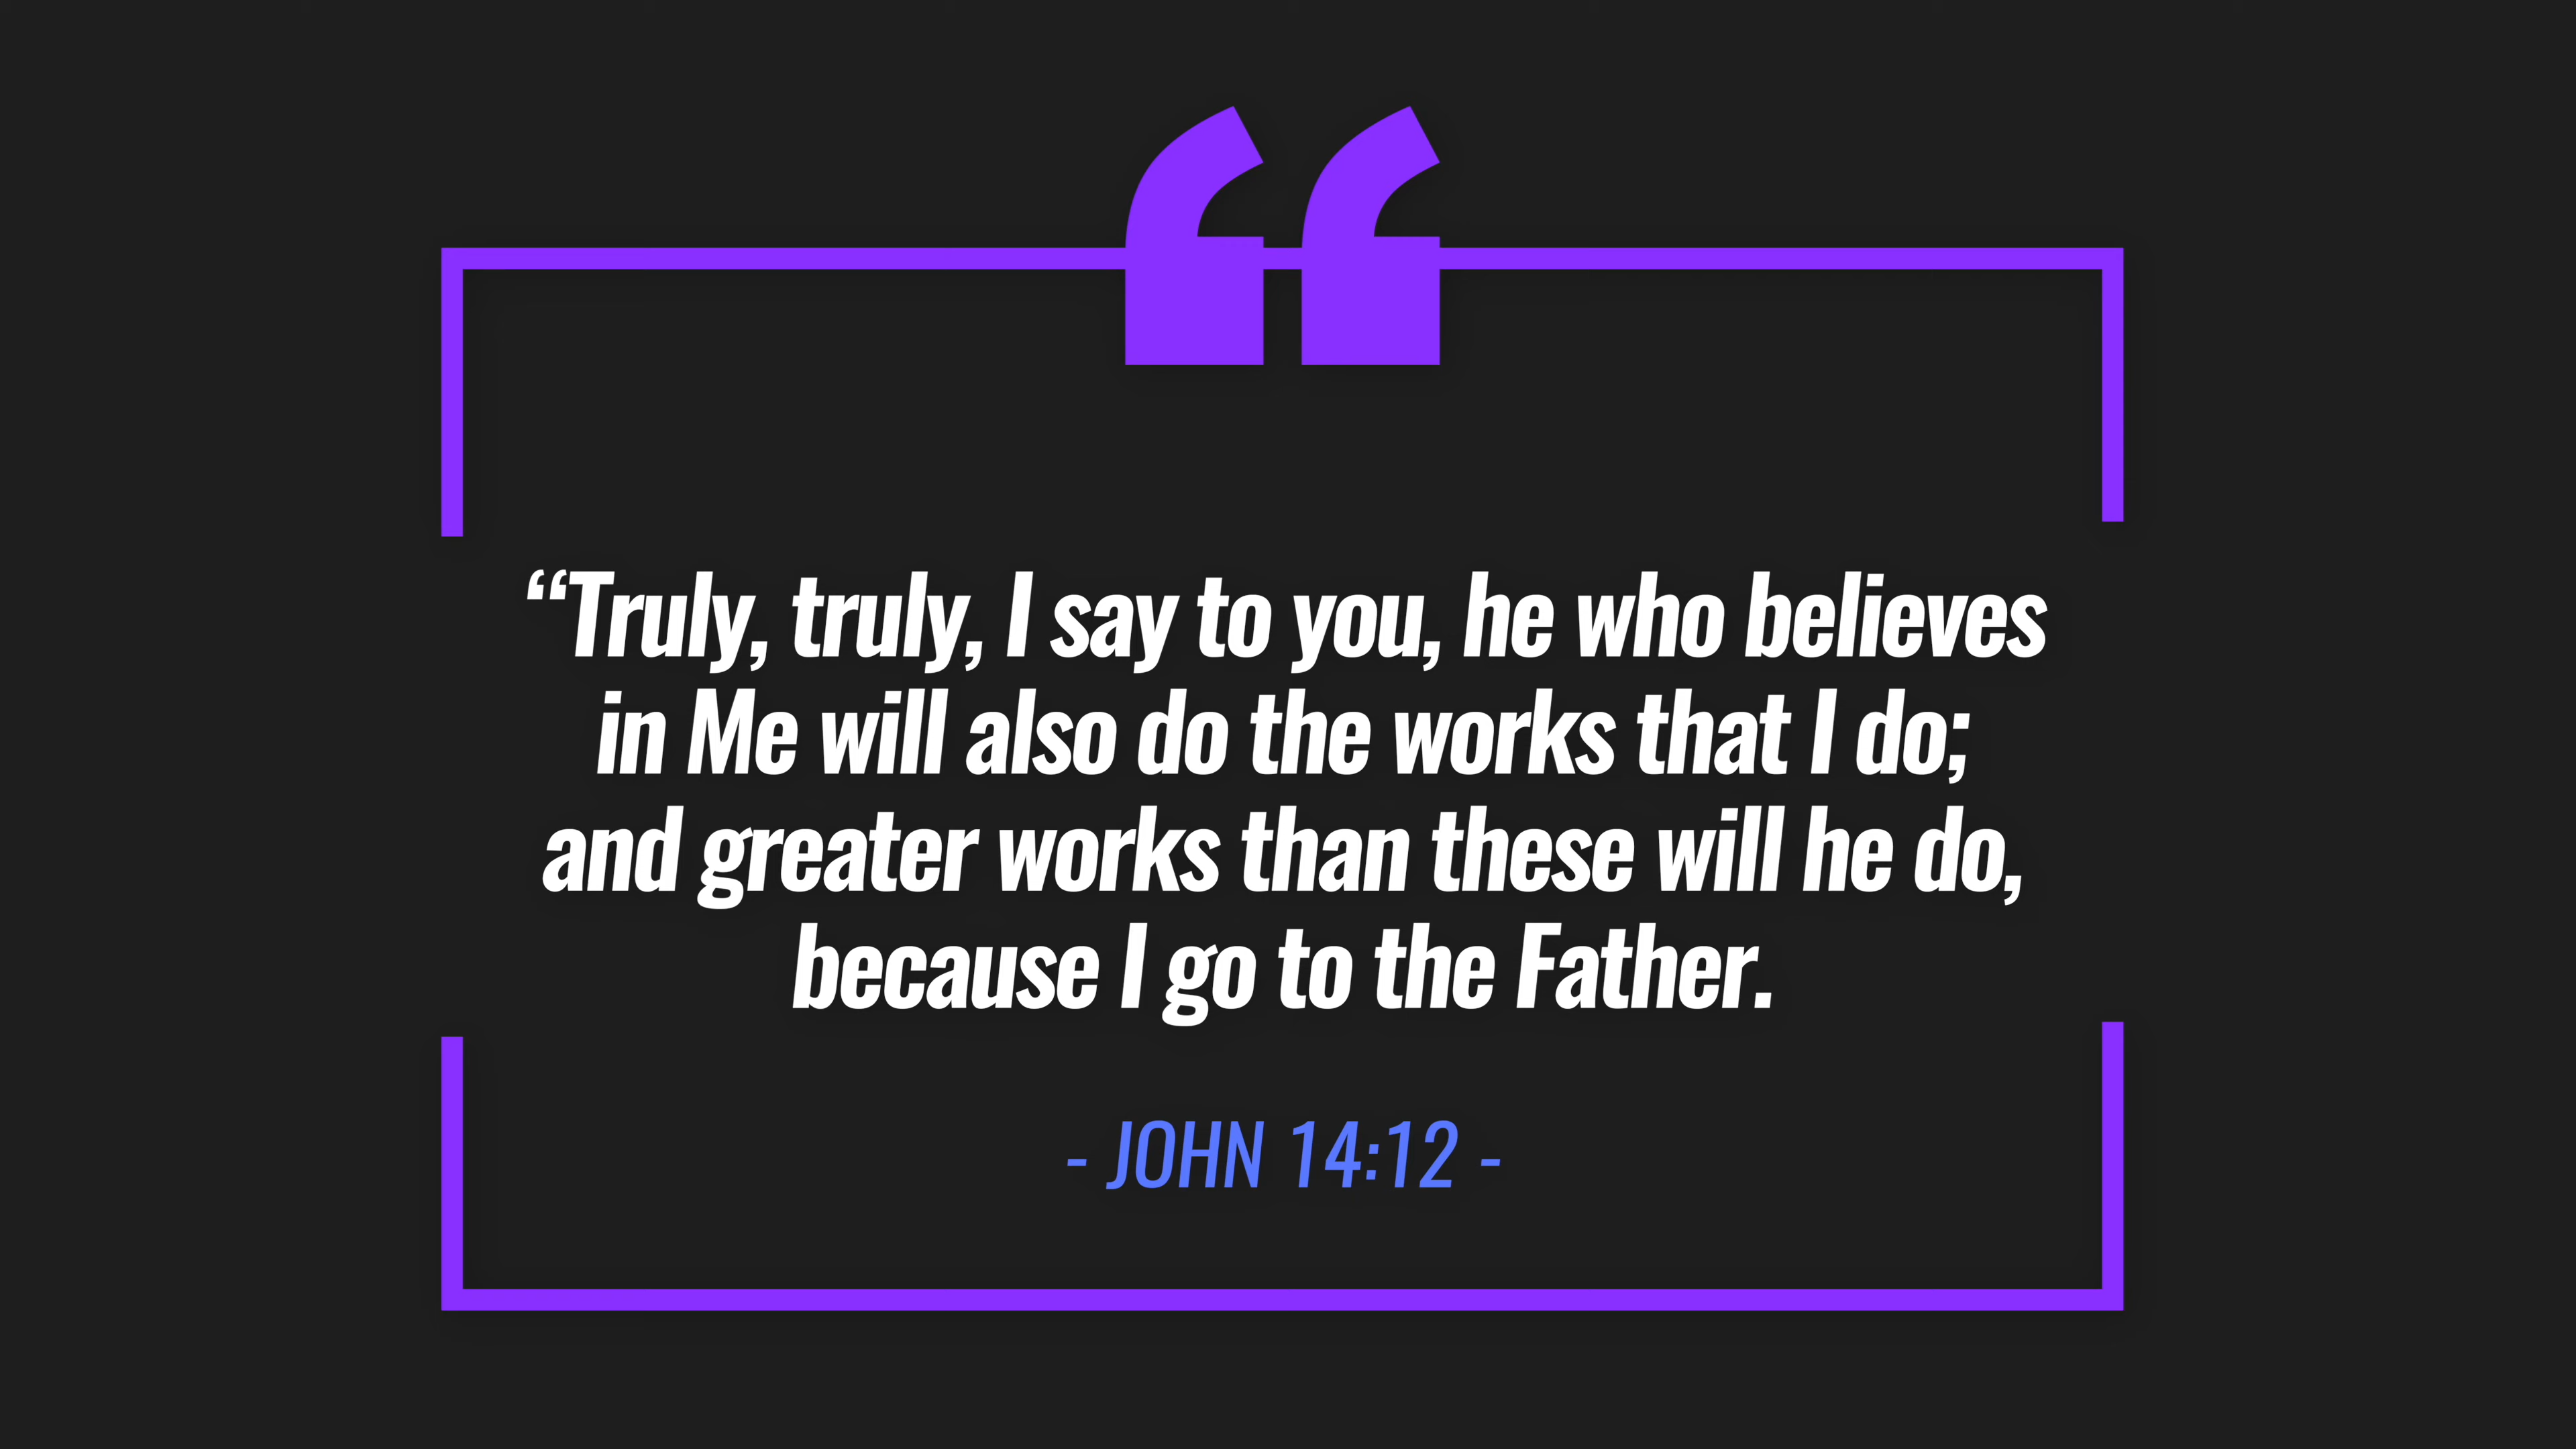 “Truly, truly, I say to you, he who believes
in Me will also do the works that I do;
and greater works than these will he do,
because I go to the Father.
- JOHN 14:12 -